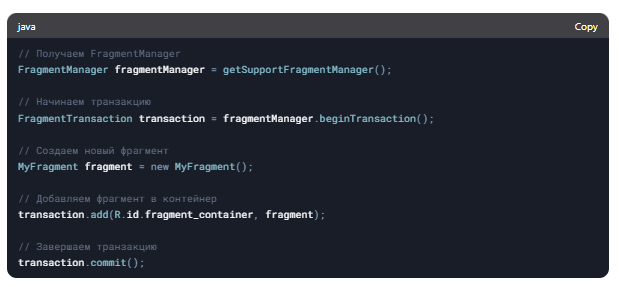 java
Copy
// Получаем FragmentManager
FragmentManager fragmentManager = getSupportFragmentManager();
// Начинаем транзакцию
FragmentTransaction transaction = fragmentManager.beginTransaction();
// Создаем новый фрагмент
MyFragment fragment = new MyFragment();
// Добавляем фрагмент в контейнер
transaction.add(R.id.fragment_container, fragment);
// Завершаем транзакцию
transaction.commit();